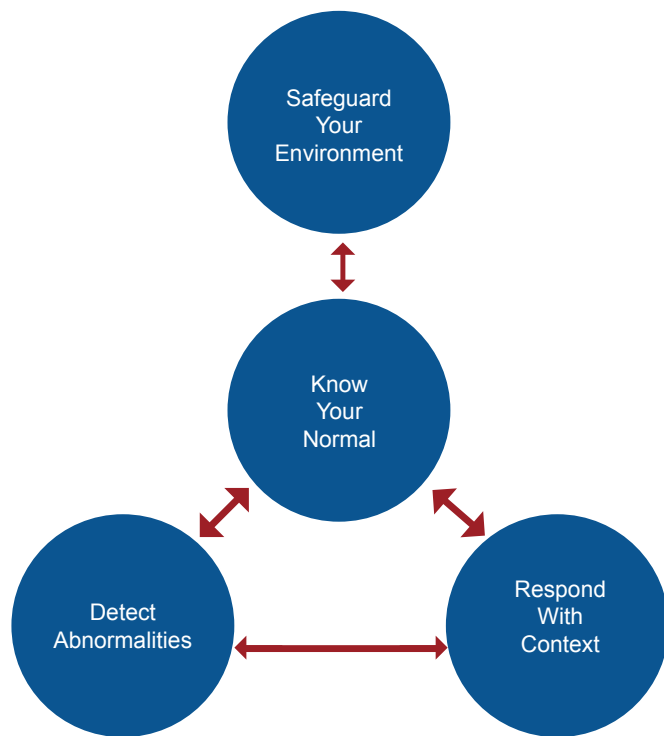 Safeguard
Your
Environment
Know
Your
Normal
Detect
Abnormalities
Respond
With
Context